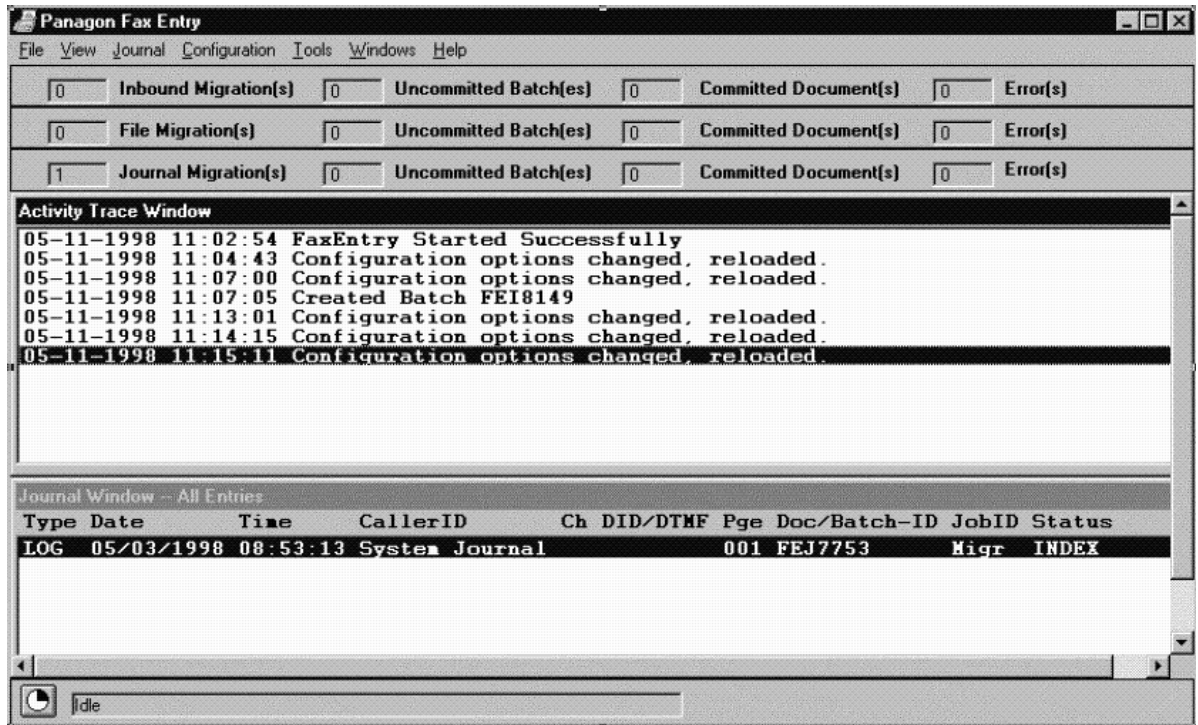 Panagon Fax Entry
File View Journal Configuration Tools Windows Help
0 Inbound Migration(s) 0 Uncommitted Batch(es) 0 Committed Document(s) 0 Error(s)
0 File Migration(s) 0 Uncommitted Batch(es) 0 Committed Document(s) 0 Error(s)
1 Journal Migration(s) 0 Uncommitted Batch(es) 0 Committed Document(s) 0 Error(s)
Activity Trace Window
05-11-1998 11:02:54 FaxEntry Started Successfully
05-11-1998 11:04:43 Configuration options changed, reloaded.
05-11-1998 11:07:00 Configuration options changed, reloaded.
05-11-1998 11:07:05 Created Batch FEI8149
05-11-1998 11:13:01 Configuration options changed, reloaded.
05-11-1998 11:14:15 Configuration options changed, reloaded.
05-11-1998 11:15:11 Configuration options changed, reloaded.
Journal Window -- All Entries
Type Date Time CallerID Ch DID/DTMF Pge Doc/Batch-ID JobID Status
LOG 05/03/1998 08:53:13 System Journal 001 FEJ7753 Migr INDEX
Idle